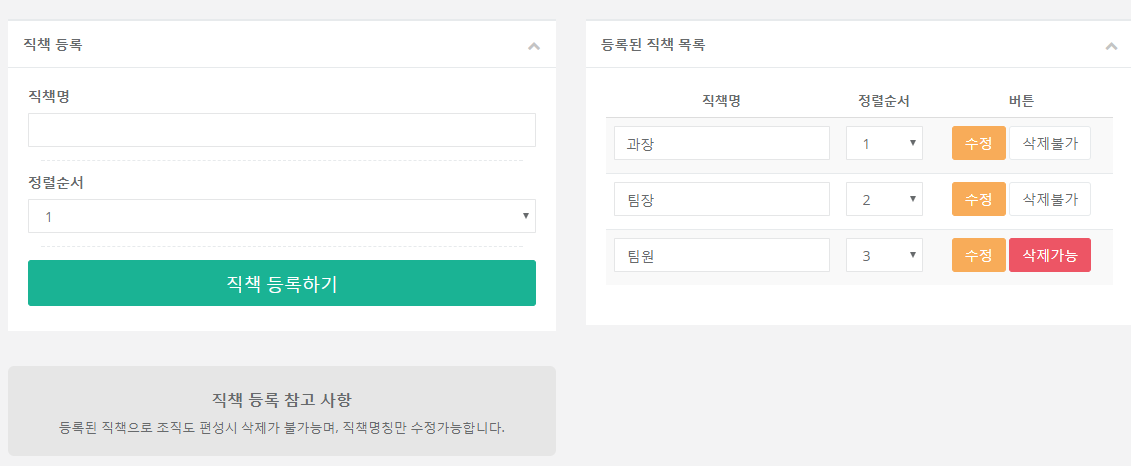 직책 등록
직책명
정렬순서
1
직책 등록하기
직책 등록 참고 사항
등록된 직책으로 조직도 편성시 삭제가 불가능며, 직책명칭만 수정가능합니다.
등록된 직책 목록
직책명 정렬순서 버튼
과장 1 수정 삭제불가
팀장 2 수정 삭제불가
팀원 3 수정 삭제가능